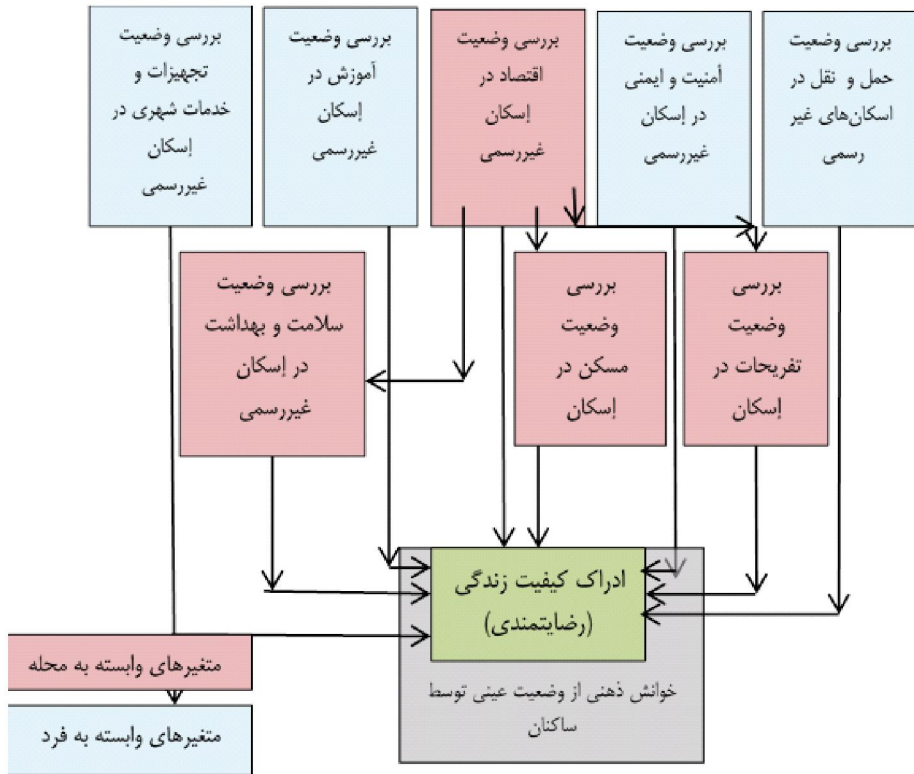 بررسی وضعیت
حمل و نقل در
اسکان‌های غیر
رسمی
بررسی وضعیت
أمنیت و ایمنی
در إسکان
غیررسمی
بررسی وضعیت
اقتصاد در
إسکان
غیررسمی
بررسی وضعیت
آموزش در
إسکان
غیررسمی
بررسی وضعیت
تجهیزات و
خدمات شهری در
إسکان
غیررسمی
بررسی
وضعیت
تفریحات در
إسکان
بررسی
وضعیت
مسکن در
إسکان
بررسی وضعیت
سلامت و بهداشت
در إسکان
غیررسمی
ادراک کیفیت زندگی
(رضایتمندی)
خوانش ذهنی از وضعیت عینی توسط
ساکنان
متغیرهای وابسته به محله
متغیرهای وابسته به فرد